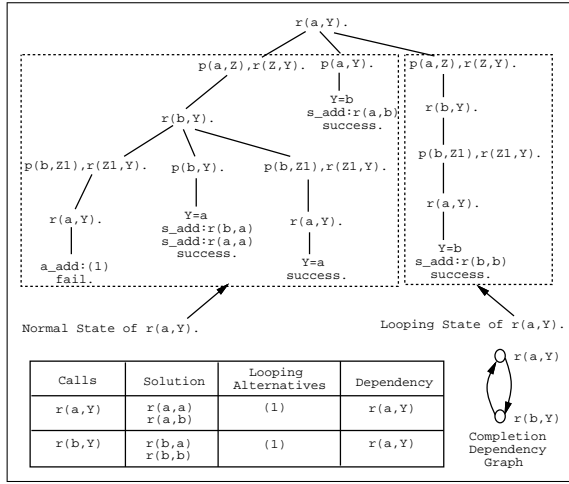 r(a,Y).
p(a,Z),r(Z,Y). p(a,Y). p(a,Z),r(Z,Y).
Y=b
s_add:r(a,b)
success.
r(b,Y). r(b,Y).
p(b,Z1),r(Z1,Y). p(b,Y). p(b,Z1),r(Z1,Y). p(b,Z1),r(Z1,Y).
r(a,Y). Y=a r(a,Y). r(a,Y).
s_add:r(b,a)
s_add:r(a,a)
success.
a_add:(1)
fail.
Y=a
success.
Y=b
s_add:r(b,b)
success.
Normal State of r(a,Y). Looping State of r(a,Y).
Calls Solution Looping Alternatives Dependency
r(a,Y) r(a,a) (1) r(a,Y)
r(a,b)
r(b,Y) r(b,a) (1) r(a,Y)
r(b,b)
r(a,Y)
r(b,Y)
Completion
Dependency
Graph